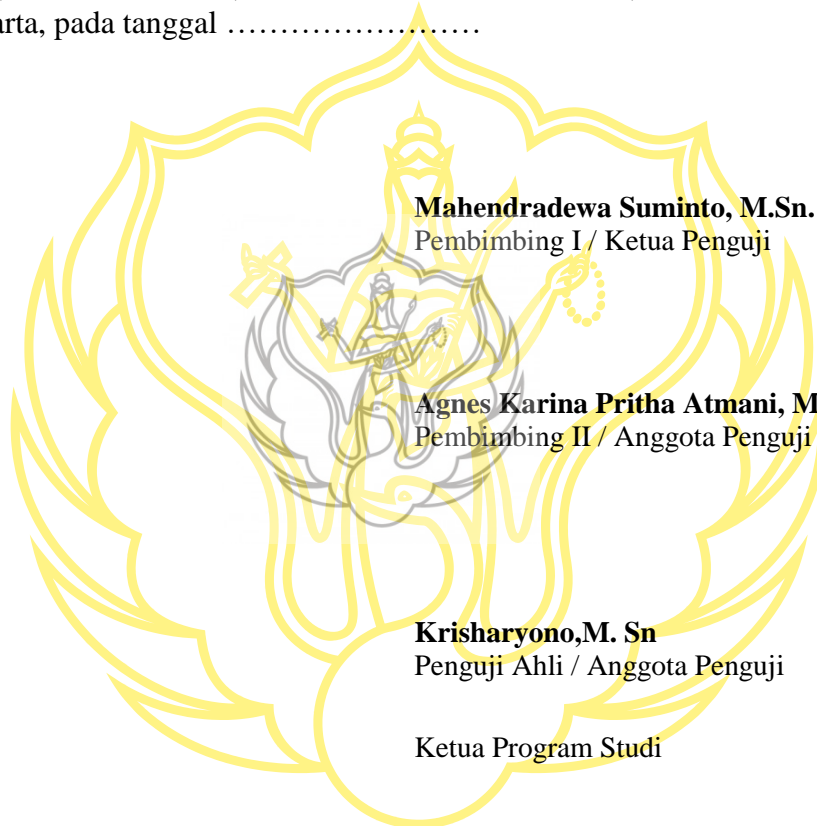 arta, pada tanggal ……………………
Mahendradewa Suminto, M.Sn.
Pembimbing I / Ketua Penguji
Agnes Karina Pritha Atmani, M
Pembimbing II / Anggota Penguji
Krisharyono,M. Sn
Penguji Ahli / Anggota Penguji
Ketua Program Studi